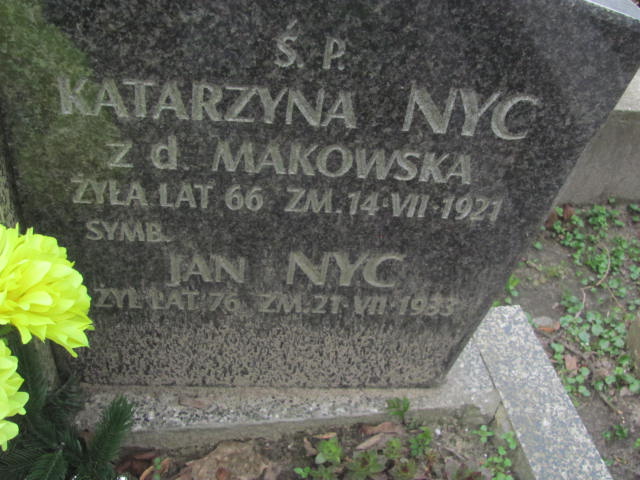 Ś. P.
KATARZYNA NYC
z d. MAKOWSKA
ŻYŁA LAT 66 ZM. 14·VII·1921
SYMB.
JAN NYC
ŻYŁ LAT 76 ZM. 21·VII·1933